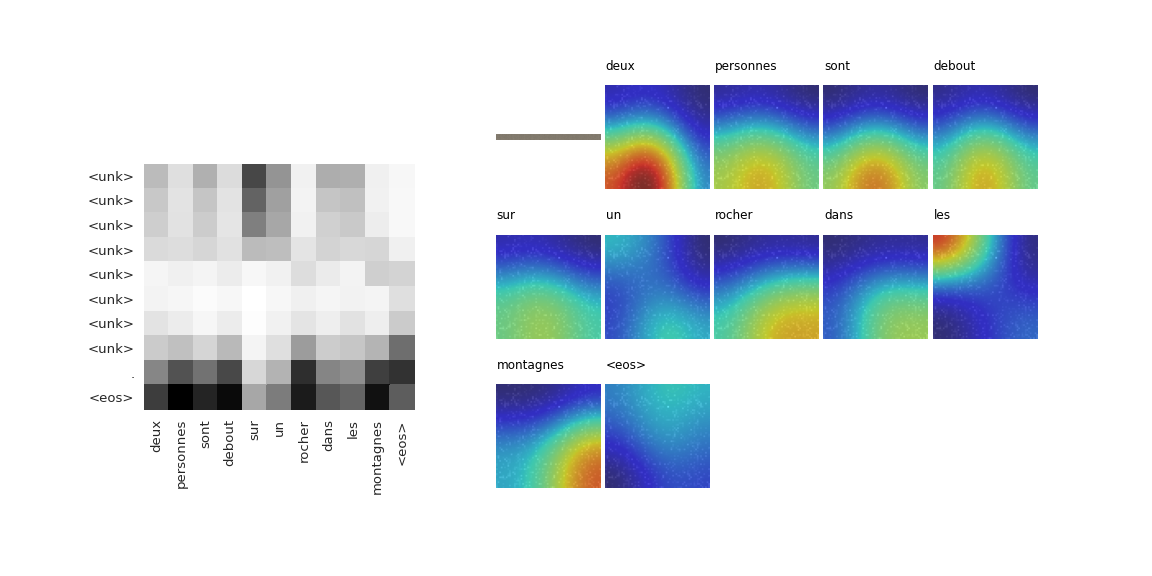 <unk>
<unk>
<unk>
<unk>
<unk>
<unk>
<unk>
<unk>
.
<eos>
deux personnes sont debout sur un rocher dans les montagnes <eos>
deux personnes sont debout
sur un rocher dans les
montagnes <eos>